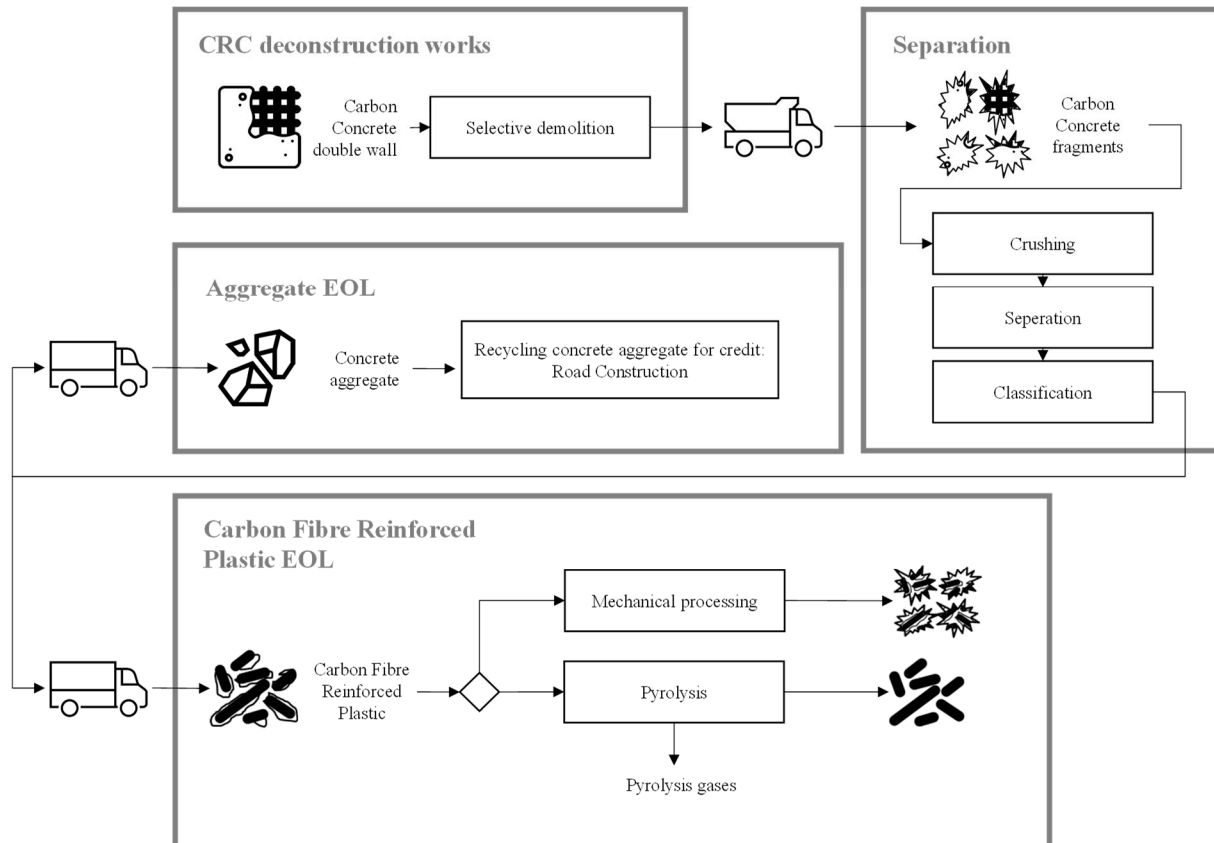 CRC deconstruction works
Carbon
Concrete
double wall
Selective demolition
Separation
Carbon
Concrete
fragments
Crushing
Seperation
Classification
Aggregate EOL
Concrete
aggregate
Recycling concrete aggregate for credit:
Road Construction
Carbon Fibre Reinforced
Plastic EOL
Carbon Fibre
Reinforced
Plastic
Mechanical processing
Pyrolysis
Pyrolysis gases